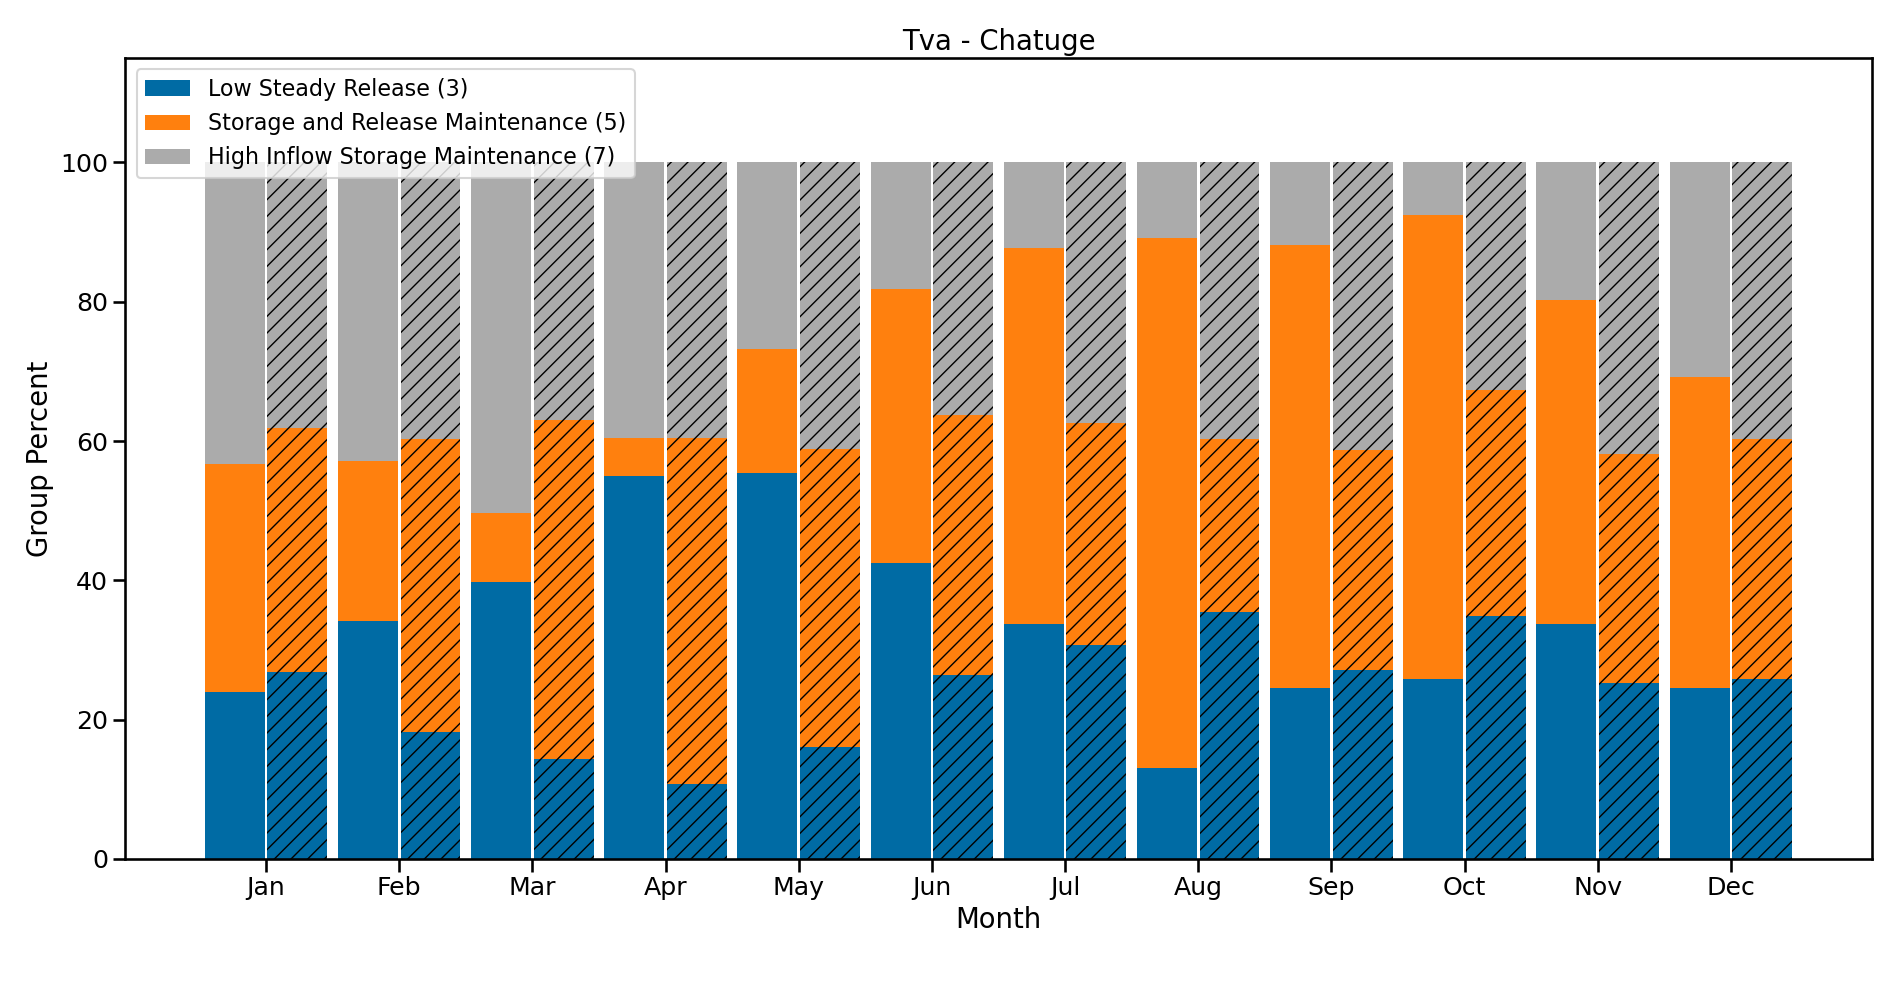 Tva - Chatuge
Low Steady Release (3)
Storage and Release Maintenance (5)
High Inflow Storage Maintenance (7)
100
80
60
40
20
0
Group Percent
Jan Feb Mar Apr May Jun Jul Aug Sep Oct Nov Dec
Month